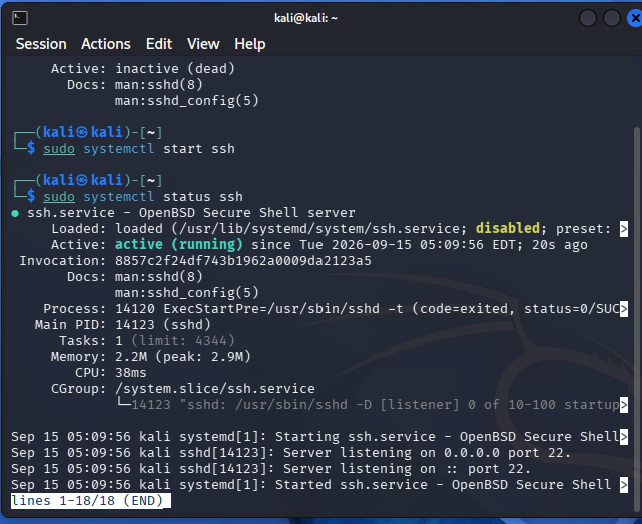 kali@kali: ~
Session Actions Edit View Help
Active: inactive (dead)
Docs: man:sshd(8)
man:sshd_config(5)
┌──(kali㉿kali)-[~]
└─$ sudo systemctl start ssh
┌──(kali㉿kali)-[~]
└─$ sudo systemctl status ssh
● ssh.service - OpenBSD Secure Shell server
Loaded: loaded (/usr/lib/systemd/system/ssh.service; disabled; preset: >
Active: active (running) since Tue 2026-09-15 05:09:56 EDT; 20s ago
Invocation: 8857c2f24df743b1962a0009da2123a5
Docs: man:sshd(8)
man:sshd_config(5)
Process: 14120 ExecStartPre=/usr/sbin/sshd -t (code=exited, status=0/SUC>
Main PID: 14123 (sshd)
Tasks: 1 (limit: 4344)
Memory: 2.2M (peak: 2.9M)
CPU: 38ms
CGroup: /system.slice/ssh.service
└─14123 "sshd: /usr/sbin/sshd -D [listener] 0 of 10-100 startup>
Sep 15 05:09:56 kali systemd[1]: Starting ssh.service - OpenBSD Secure Shell>
Sep 15 05:09:56 kali sshd[14123]: Server listening on 0.0.0.0 port 22.
Sep 15 05:09:56 kali sshd[14123]: Server listening on :: port 22.
Sep 15 05:09:56 kali systemd[1]: Started ssh.service - OpenBSD Secure Shell >
lines 1-18/18 (END)